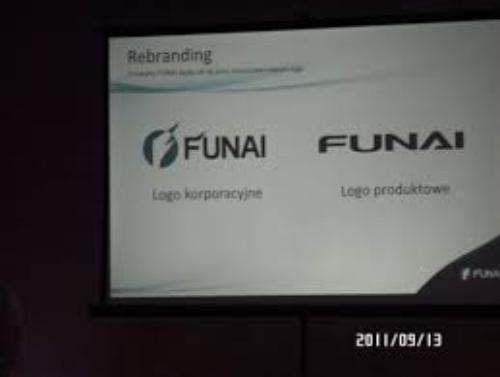 Rebranding
FUNAI
FUNAI
Logo korporacyjne
Logo produktowe
FUNAI
2011/09/13